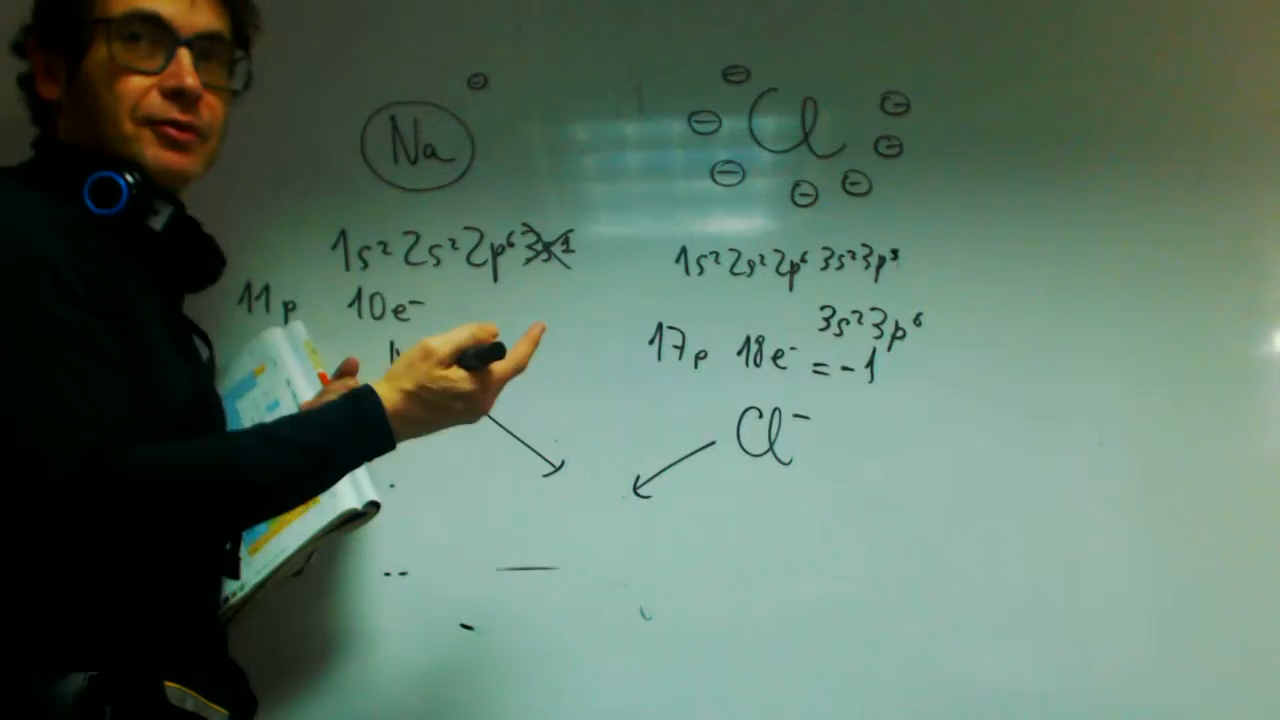 Na
⊖
⊖ ⊖ Cl ⊖ ⊖ ⊖ ⊖ ⊖
1s² 2s² 2p⁶ 3s¹
11p 10e⁻
1s² 2s² 2p⁶ 3s² 3p⁵
3s² 3p⁶
17p 18e⁻ = -1
Cl⁻